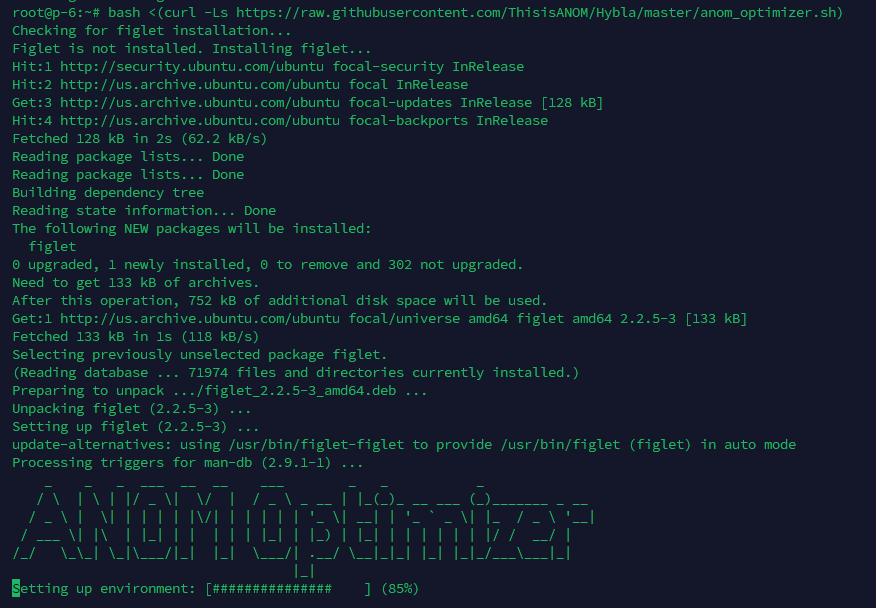 root@p-6:~# bash <(curl -Ls https://raw.githubusercontent.com/ThisisANOM/Hybla/master/anom_optimizer.sh)
Checking for figlet installation...
Figlet is not installed. Installing figlet...
Hit:1 http://security.ubuntu.com/ubuntu focal-security InRelease
Hit:2 http://us.archive.ubuntu.com/ubuntu focal InRelease
Get:3 http://us.archive.ubuntu.com/ubuntu focal-updates InRelease [128 kB]
Hit:4 http://us.archive.ubuntu.com/ubuntu focal-backports InRelease
Fetched 128 kB in 2s (62.2 kB/s)
Reading package lists... Done
Reading package lists... Done
Building dependency tree
Reading state information... Done
The following NEW packages will be installed:
figlet
0 upgraded, 1 newly installed, 0 to remove and 302 not upgraded.
Need to get 133 kB of archives.
After this operation, 752 kB of additional disk space will be used.
Get:1 http://us.archive.ubuntu.com/ubuntu focal/universe amd64 figlet amd64 2.2.5-3 [133 kB]
Fetched 133 kB in 1s (118 kB/s)
Selecting previously unselected package figlet.
(Reading database ... 71974 files and directories currently installed.)
Preparing to unpack .../figlet_2.2.5-3_amd64.deb ...
Unpacking figlet (2.2.5-3) ...
Setting up figlet (2.2.5-3) ...
update-alternatives: using /usr/bin/figlet-figlet to provide /usr/bin/figlet (figlet) in auto mode
Processing triggers for man-db (2.9.1-1) ...
ANOM Optimizer
Setting up environment: [############### ] (85%)